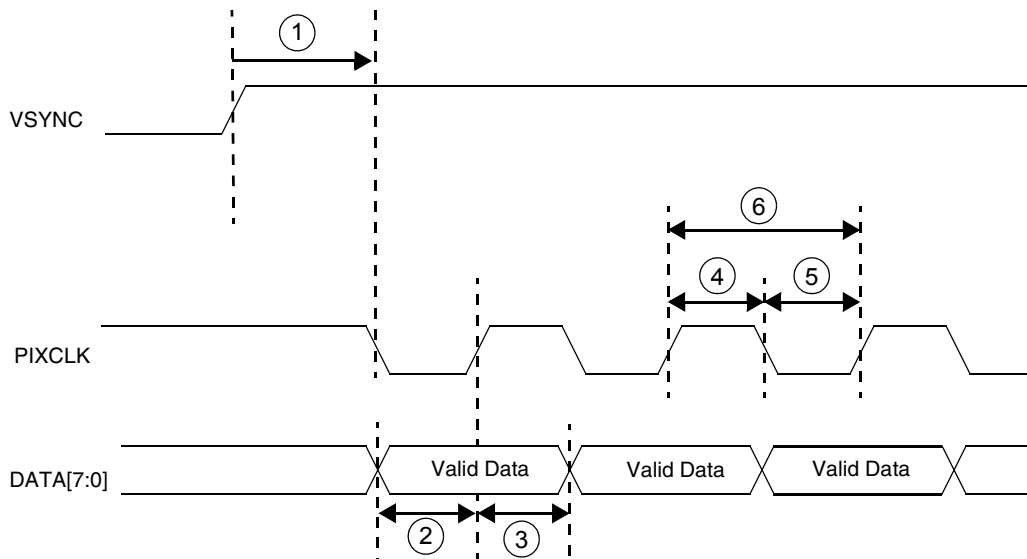 1
VSYNC
6
4
5
PIXCLK
DATA[7:0]
Valid Data
Valid Data
Valid Data
2
3